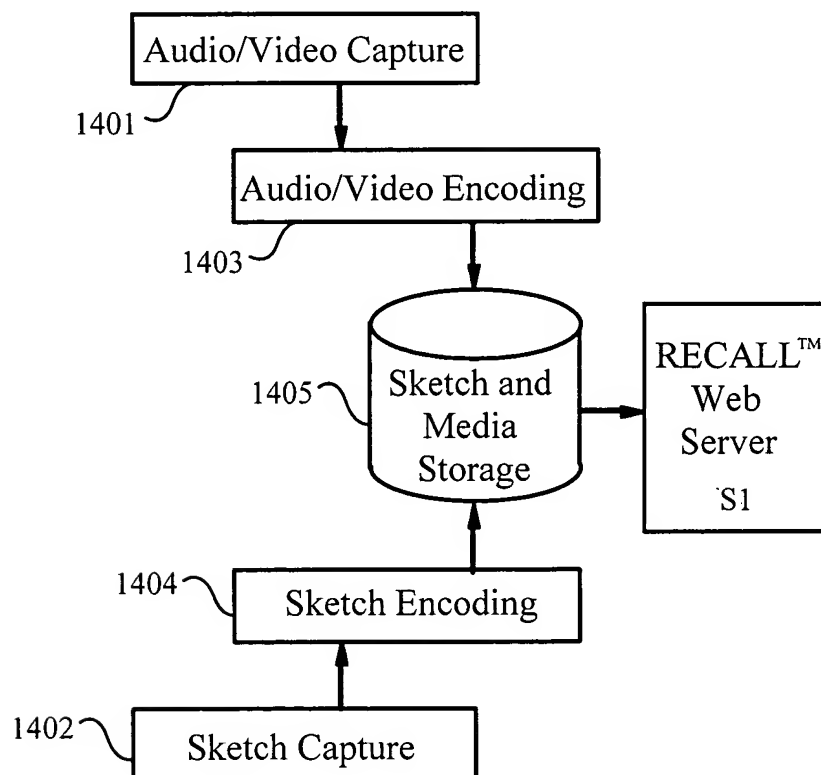 Audio/Video Capture
1401
Audio/Video Encoding
1403
Sketch and
Media
Storage
1405
RECALL™
Web
Server
S1
1404
Sketch Encoding
1402
Sketch Capture